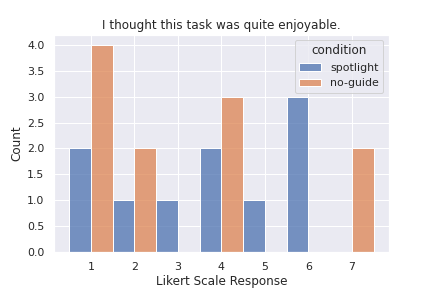 I thought this task was quite enjoyable.
4.0
3.5
3.0
2.5
2.0
1.5
1.0
0.5
0.0
Count
condition
spotlight
no-guide
1 2 3 4 5 6 7
Likert Scale Response